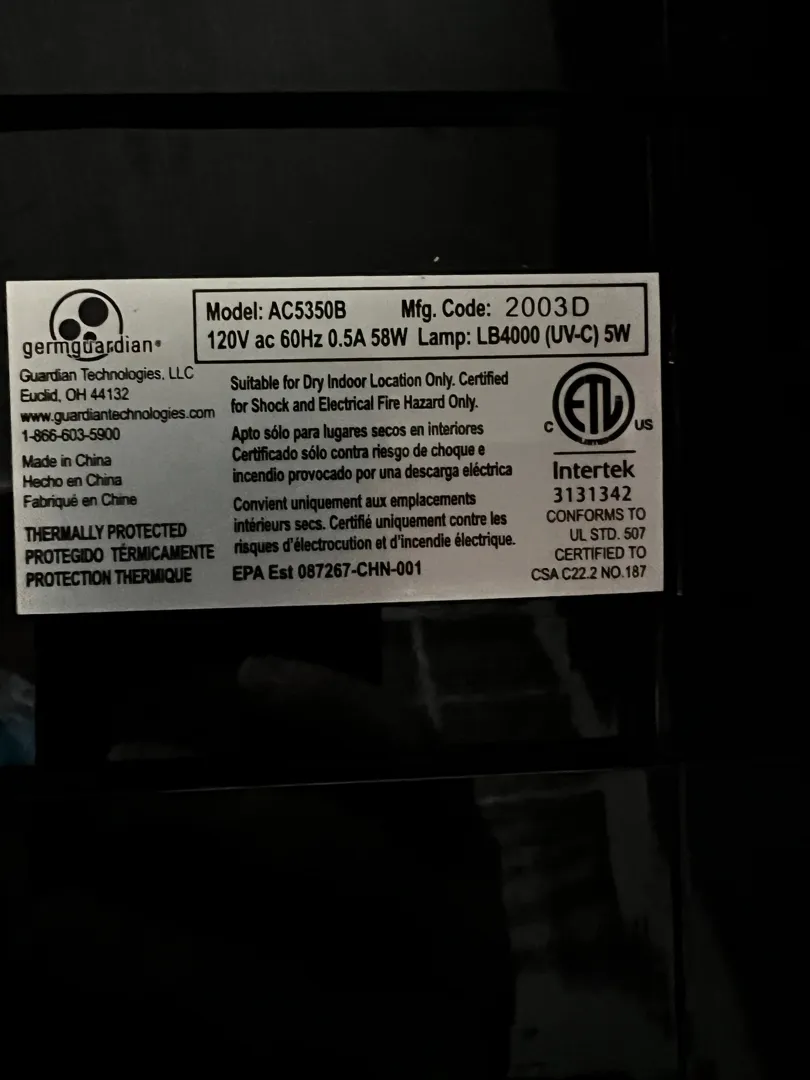 germguardian®
Model: AC5350B Mfg. Code: 2003D
120V ac 60Hz 0.5A 58W Lamp: LB4000 (UV-C) 5W
Guardian Technologies, LLC
Euclid, OH 44132
www.guardiantechnologies.com
1-866-603-5900
Made in China
Hecho en China
Fabriqué en Chine
THERMALLY PROTECTED
PROTEGIDO TÉRMICAMENTE
PROTECTION THERMIQUE
Suitable for Dry Indoor Location Only. Certified
for Shock and Electrical Fire Hazard Only.
Apto sólo para lugares secos en interiores
Certificado sólo contra riesgo de choque e
incendio provocado por una descarga eléctrica
Convient uniquement aux emplacements
intérieurs secs. Certifié uniquement contre les
risques d'électrocution et d'incendie électrique.
EPA Est 087267-CHN-001
C ETL US
LISTED
Intertek
3131342
CONFORMS TO
UL STD. 507
CERTIFIED TO
CSA C22.2 NO.187